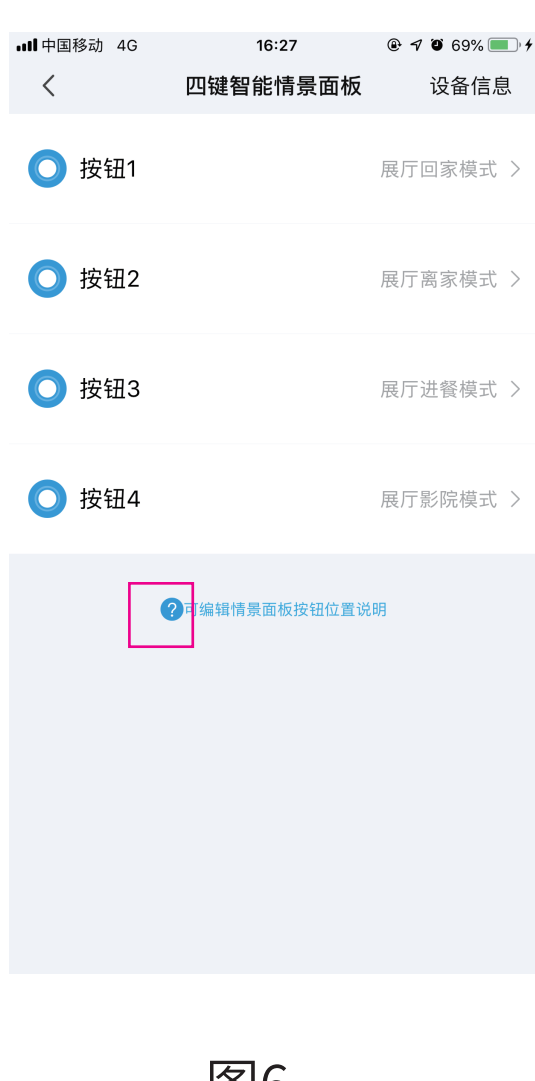 中国移动 4G 16:27 69%
四键智能情景面板 设备信息
按钮1 展厅回家模式
按钮2 展厅离家模式
按钮3 展厅进餐模式
按钮4 展厅影院模式
?可编辑情景面板按钮位置说明
图6